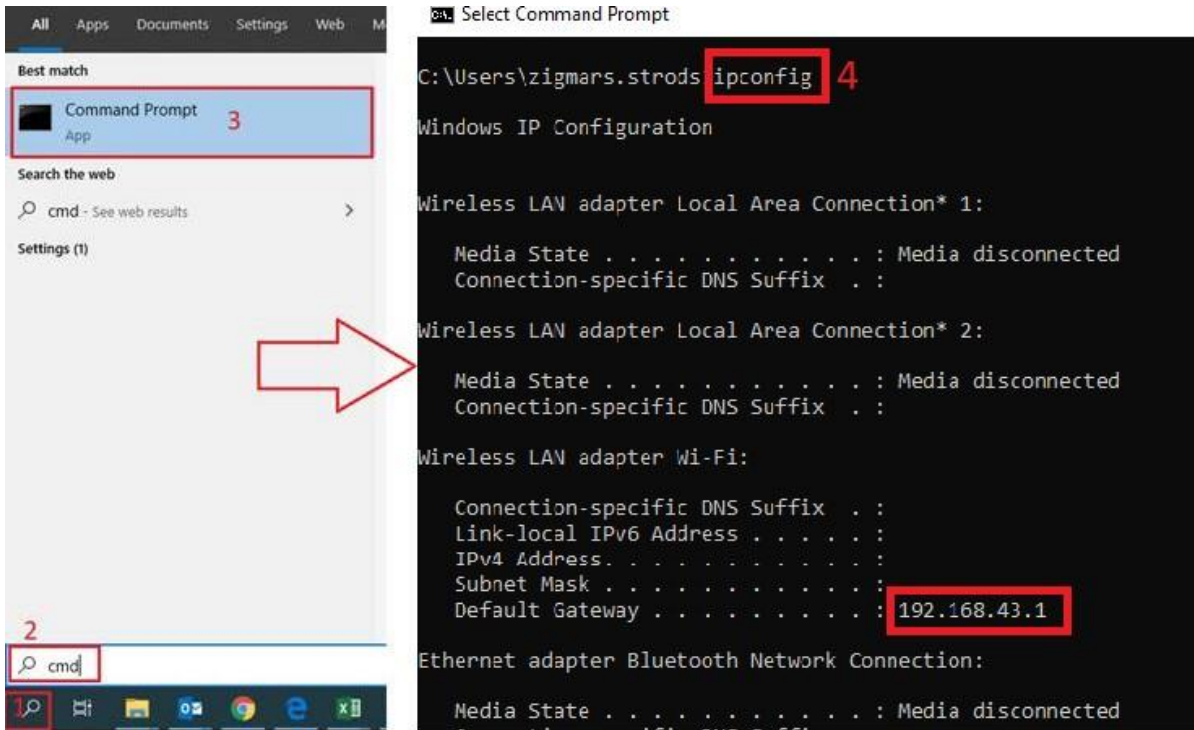 All Apps Documents Settings Web
Best match
Command Prompt
App
3
Search the web
cmd - See web results
Settings (1)
2
cmd
1
Select Command Prompt
C:\Users\zigmars.strods ipconfig 4
Windows IP Configuration
Wireless LAN adapter Local Area Connection* 1:
Media State . . . . . . . . . . . : Media disconnected
Connection-specific DNS Suffix . :
Wireless LAN adapter Local Area Connection* 2:
Media State . . . . . . . . . . . : Media disconnected
Connection-specific DNS Suffix . :
Wireless LAN adapter Wi-Fi:
Connection-specific DNS Suffix . :
Link-local IPv6 Address . . . . . :
IPv4 Address. . . . . . . . . . . :
Subnet Mask . . . . . . . . . . . :
Default Gateway . . . . . . . . . : 192.168.43.1
Ethernet adapter Bluetooth Network Connection:
Media State . . . . . . . . . . . : Media disconnected